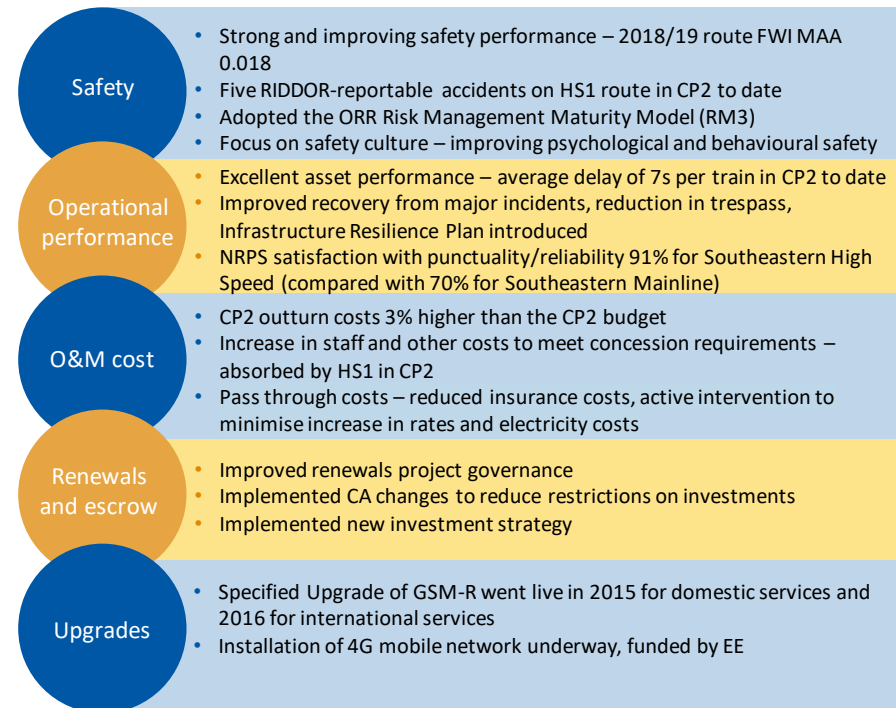 Safety
• Strong and improving safety performance – 2018/19 route FWI MAA
0.018
• Five RIDDOR-reportable accidents on HS1 route in CP2 to date
• Adopted the ORR Risk Management Maturity Model (RM3)
• Focus on safety culture – improving psychological and behavioural safety
Operational
performance
• Excellent asset performance – average delay of 7s per train in CP2 to date
• Improved recovery from major incidents, reduction in trespass,
Infrastructure Resilience Plan introduced
• NRPS satisfaction with punctuality/reliability 91% for Southeastern High
Speed (compared with 70% for Southeastern Mainline)
O&M cost
• CP2 outturn costs 3% higher than the CP2 budget
• Increase in staff and other costs to meet concession requirements –
absorbed by HS1 in CP2
• Pass through costs – reduced insurance costs, active intervention to
minimise increase in rates and electricity costs
Renewals
and escrow
• Improved renewals project governance
• Implemented CA changes to reduce restrictions on investments
• Implemented new investment strategy
Upgrades
• Specified Upgrade of GSM-R went live in 2015 for domestic services and
2016 for international services
• Installation of 4G mobile network underway, funded by EE